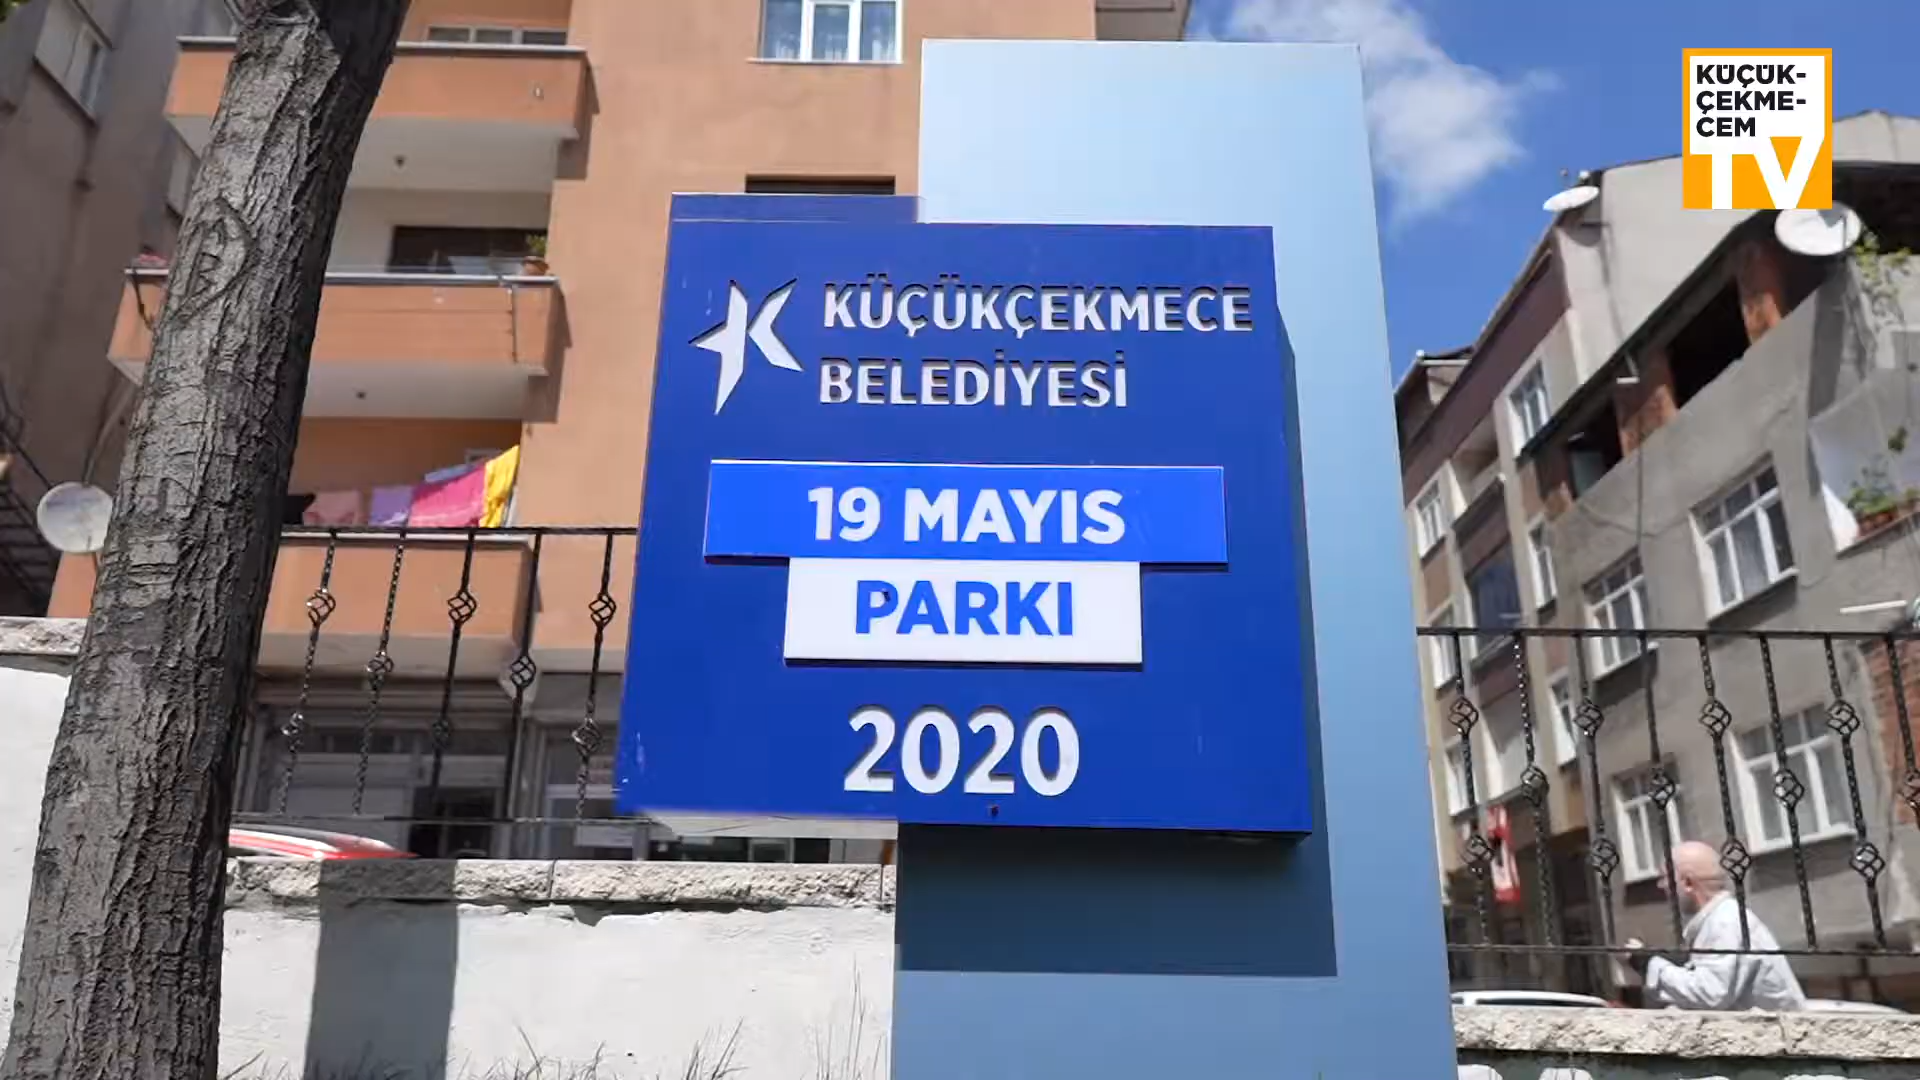 KÜÇÜK-
ÇEKME-
CEM
TV
KÜÇÜKÇEKMECE
BELEDİYESİ
19 MAYIS
PARKI
2020